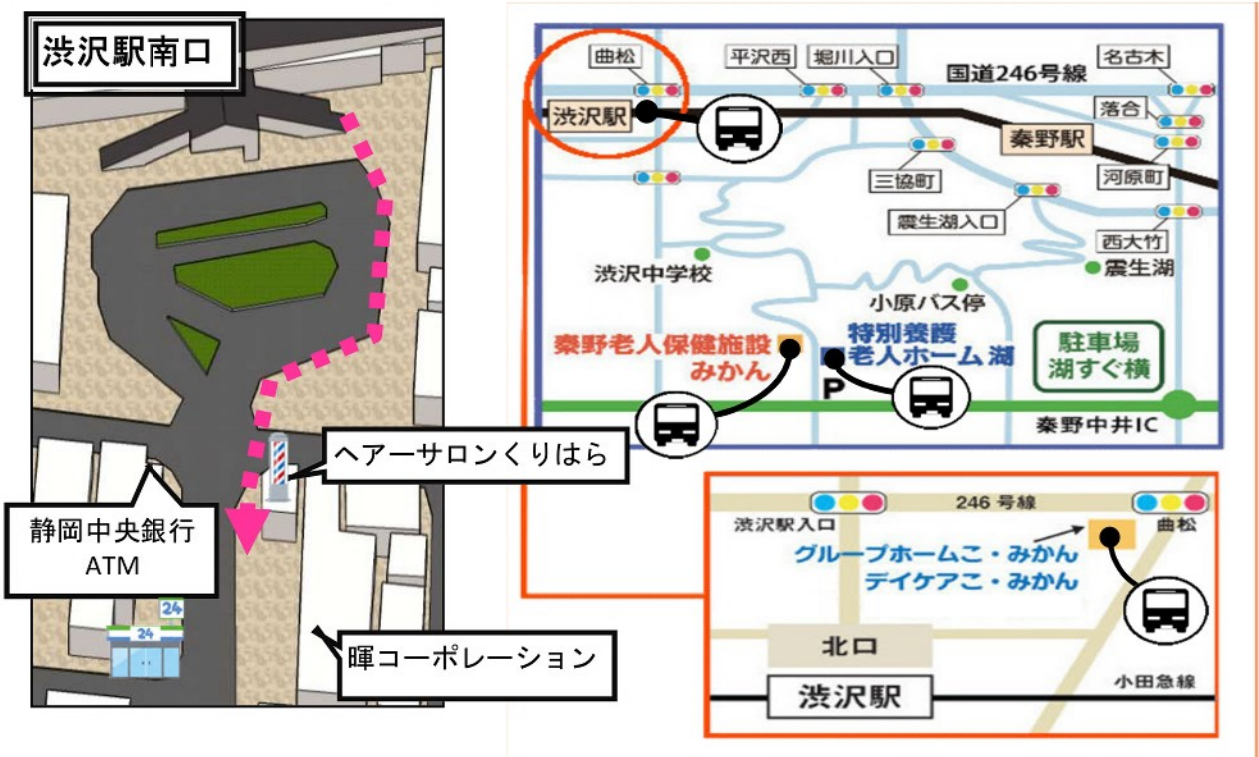 渋沢駅南口
ヘアーサロンくりはら
静岡中央銀行
ATM
24
24
暉コーポレーション
曲松
平沢西
堀川入口
国道246号線
名古木
渋沢駅
落合
秦野駅
三協町
河原町
震生湖入口
西大竹
渋沢中学校
震生湖
小原バス停
秦野老人保健施設
みかん
特別養護
老人ホーム湖
P
駐車場
湖すぐ横
秦野中井IC
246号線
渋沢駅入口
曲松
グループホームこ・みかん
デイケアこ・みかん
北口
渋沢駅
小田急線